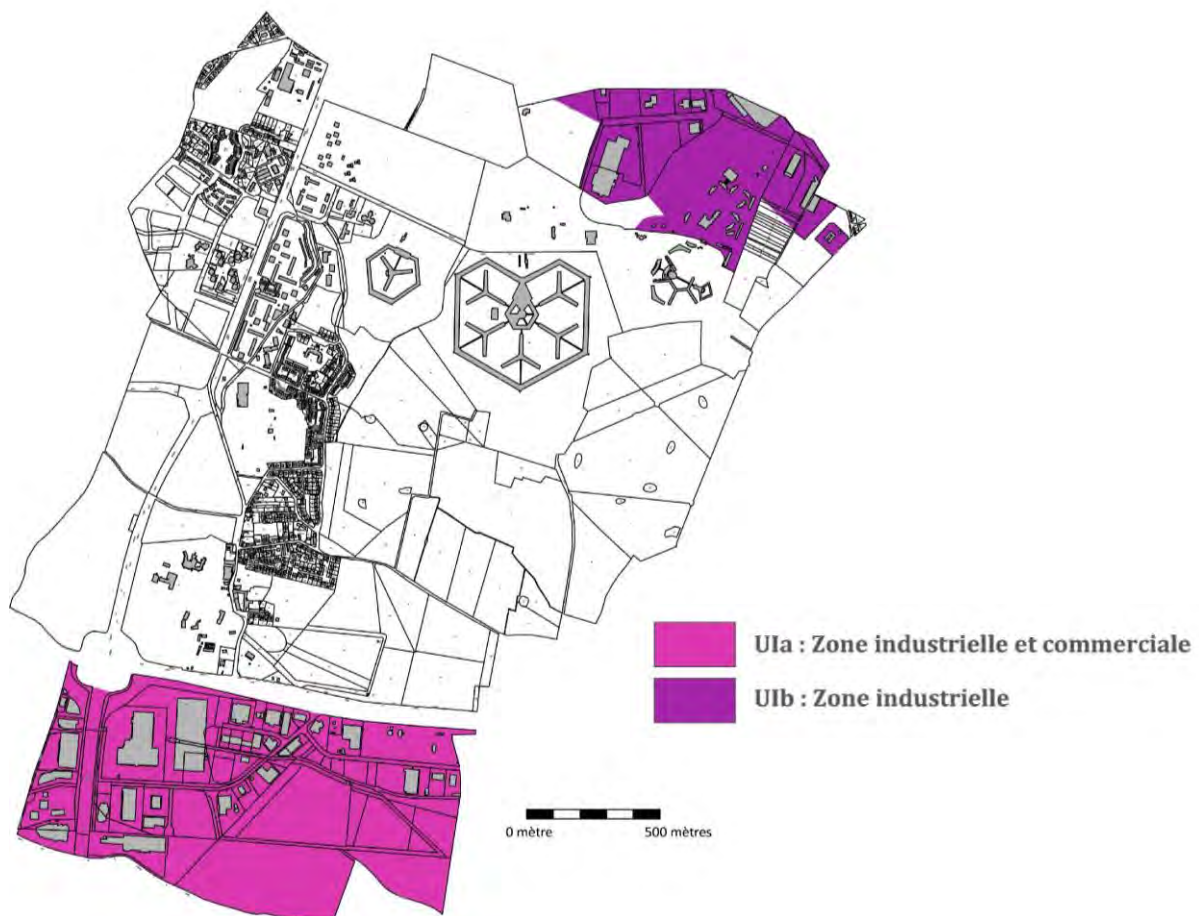 UIa : Zone industrielle et commerciale
UIb : Zone industrielle
0 mètre 500 mètres